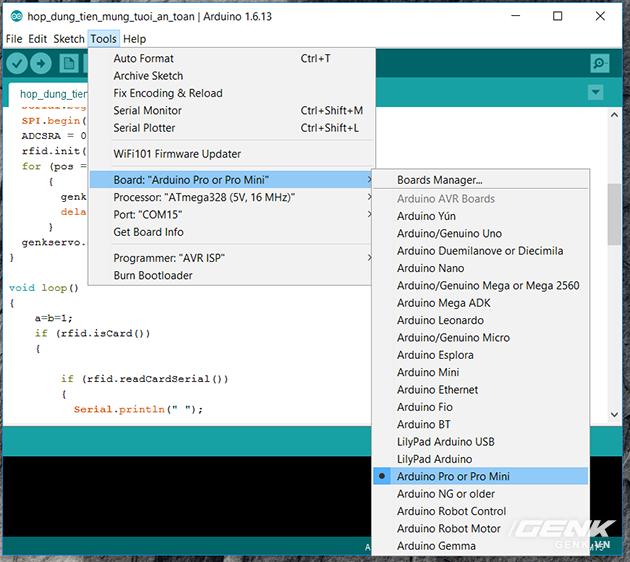 hop_dung_tien_mung_tuoi_an_toan | Arduino 1.6.13
File Edit Sketch Tools Help
hop_dung_tien
SPI.begin(
ADCSRA = 0
rfid.init(
for (pos =
{
genk
dela
}
genkservo.
}
void loop()
{
a=b=1;
if (rfid.isCard())
{
if (rfid.readCardSerial())
{
Serial.println(" ");
Auto Format Ctrl+T
Archive Sketch
Fix Encoding & Reload
Serial Monitor Ctrl+Shift+M
Serial Plotter Ctrl+Shift+L
WiFi101 Firmware Updater
Board: "Arduino Pro or Pro Mini"
Processor: "ATmega328 (5V, 16 MHz)"
Port: "COM15"
Get Board Info
Programmer: "AVR ISP"
Burn Bootloader
Boards Manager...
Arduino AVR Boards
Arduino Yún
Arduino/Genuino Uno
Arduino Duemilanove or Diecimila
Arduino Nano
Arduino/Genuino Mega or Mega 2560
Arduino Mega ADK
Arduino Leonardo
Arduino/Genuino Micro
Arduino Esplora
Arduino Mini
Arduino Ethernet
Arduino Fio
Arduino BT
LilyPad Arduino USB
LilyPad Arduino
Arduino Pro or Pro Mini
Arduino NG or older
Arduino Robot Control
Arduino Robot Motor
Arduino Gemma
GENK
GENK.VN